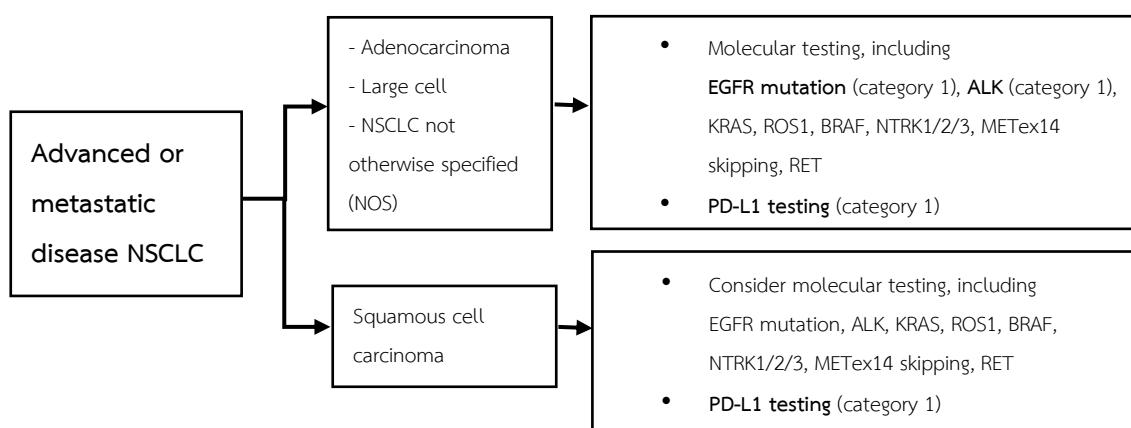 Advanced or
metastatic
disease NSCLC
- Adenocarcinoma
- Large cell
- NSCLC not
otherwise specified
(NOS)
• Molecular testing, including
EGFR mutation (category 1), ALK (category 1),
KRAS, ROS1, BRAF, NTRK1/2/3, METex14
skipping, RET
• PD-L1 testing (category 1)
Squamous cell
carcinoma
• Consider molecular testing, including
EGFR mutation, ALK, KRAS, ROS1, BRAF,
NTRK1/2/3, METex14 skipping, RET
• PD-L1 testing (category 1)